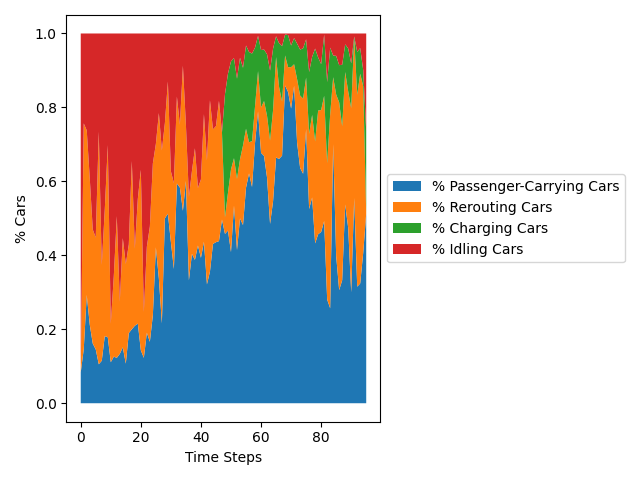 1.0
0.8
0.6
0.4
0.2
0.0
% Cars
0 20 40 60 80
Time Steps
% Passenger-Carrying Cars
% Rerouting Cars
% Charging Cars
% Idling Cars